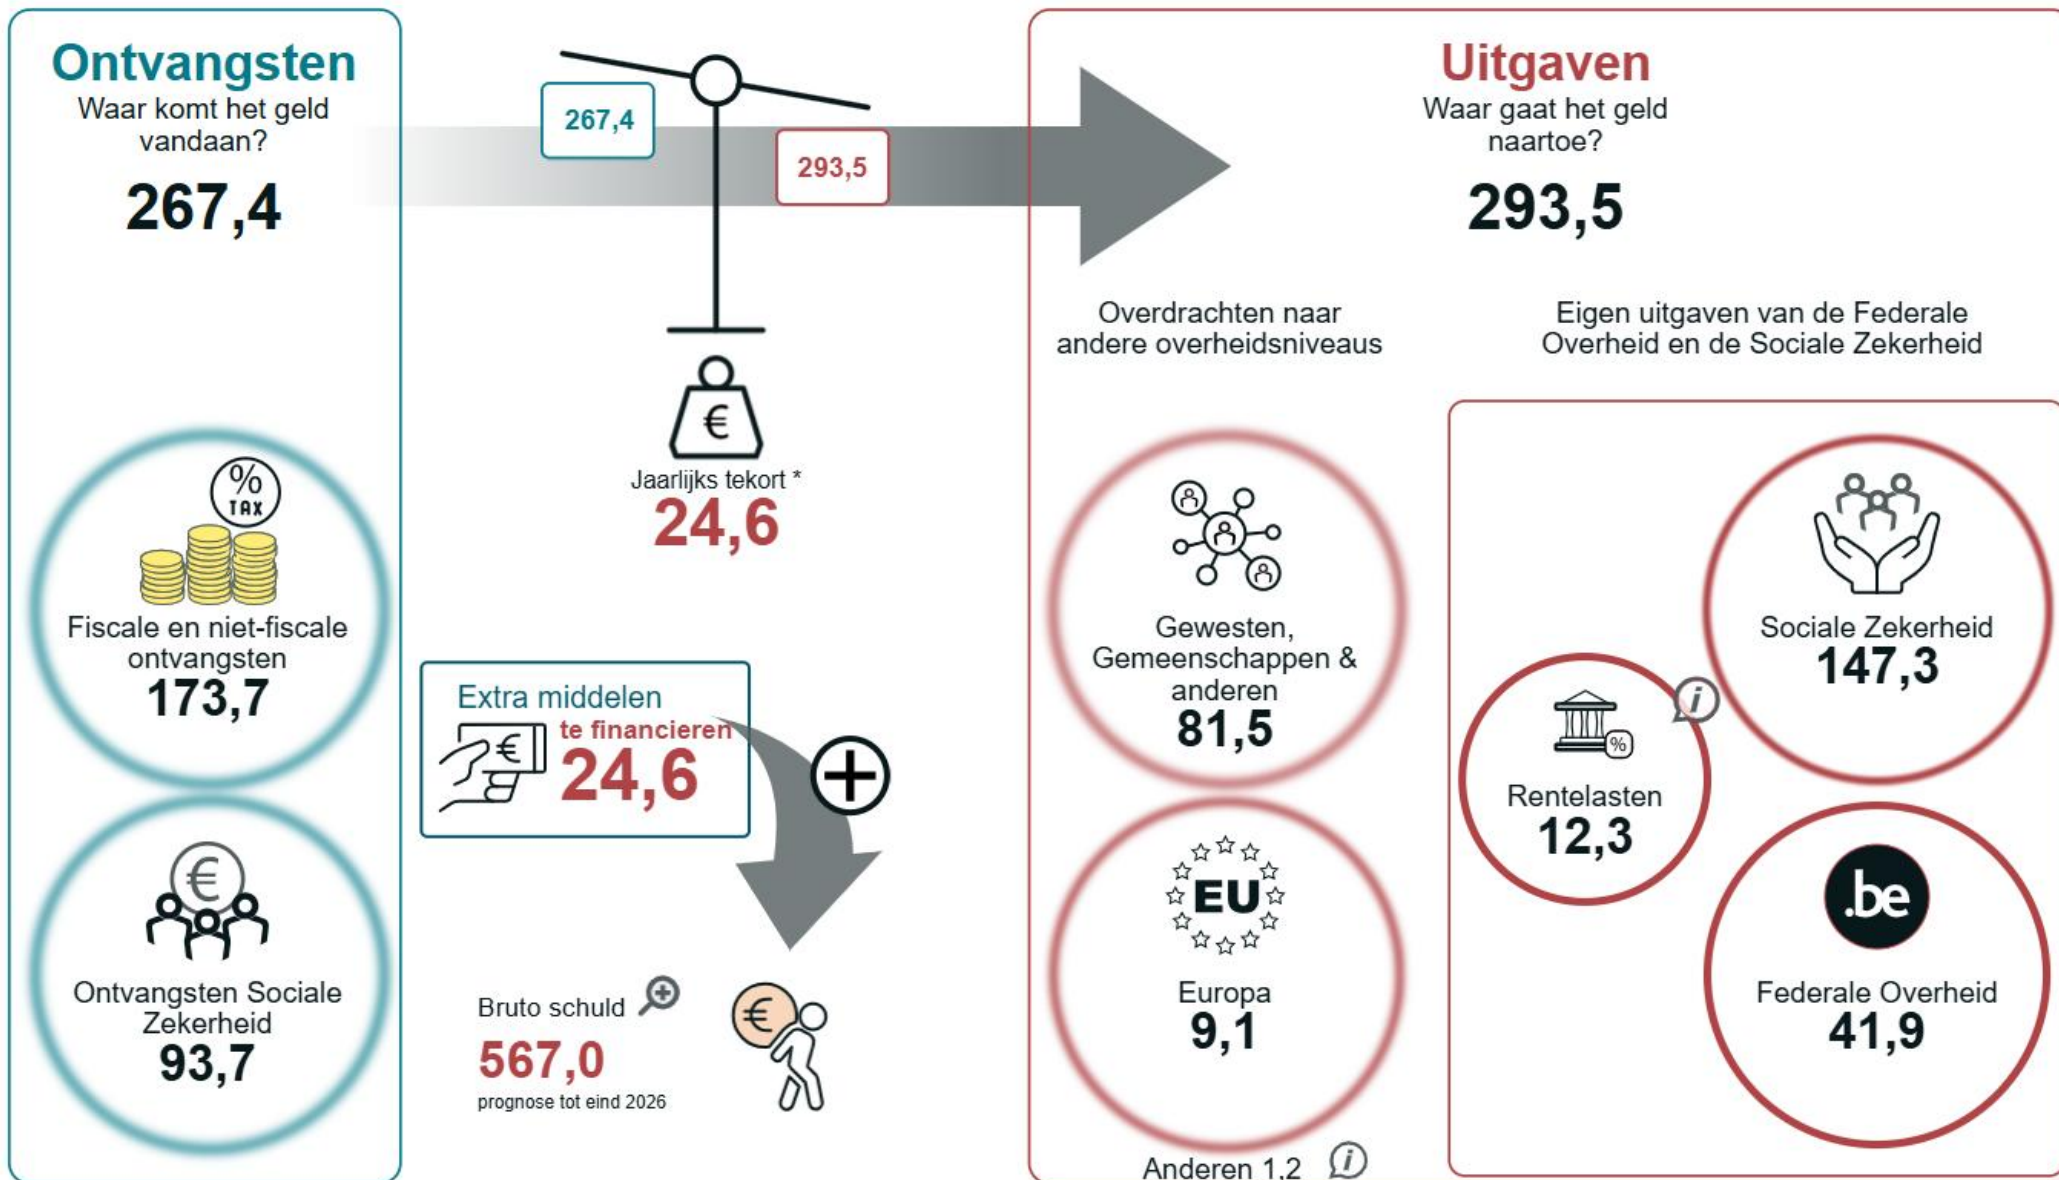 Ontvangsten
Waar komt het geld
vandaan?
267,4
267,4
293,5
Uitgaven
Waar gaat het geld
naartoe?
293,5
€
Jaarlijks tekort *
24,6
Overdrachten naar
andere overheidsniveaus
Eigen uitgaven van de Federale
Overheid en de Sociale Zekerheid
%
TAX
Fiscale en niet-fiscale
ontvangsten
173,7
€
Ontvangsten Sociale
Zekerheid
93,7
Extra middelen
te financieren
€
24,6
Bruto schuld
567,0
prognose tot eind 2026
€
Gewesten,
Gemeenschappen &
anderen
81,5
EU
Europa
9,1
Anderen 1,2
i
i
%
Rentelasten
12,3
Sociale Zekerheid
147,3
.be
Federale Overheid
41,9